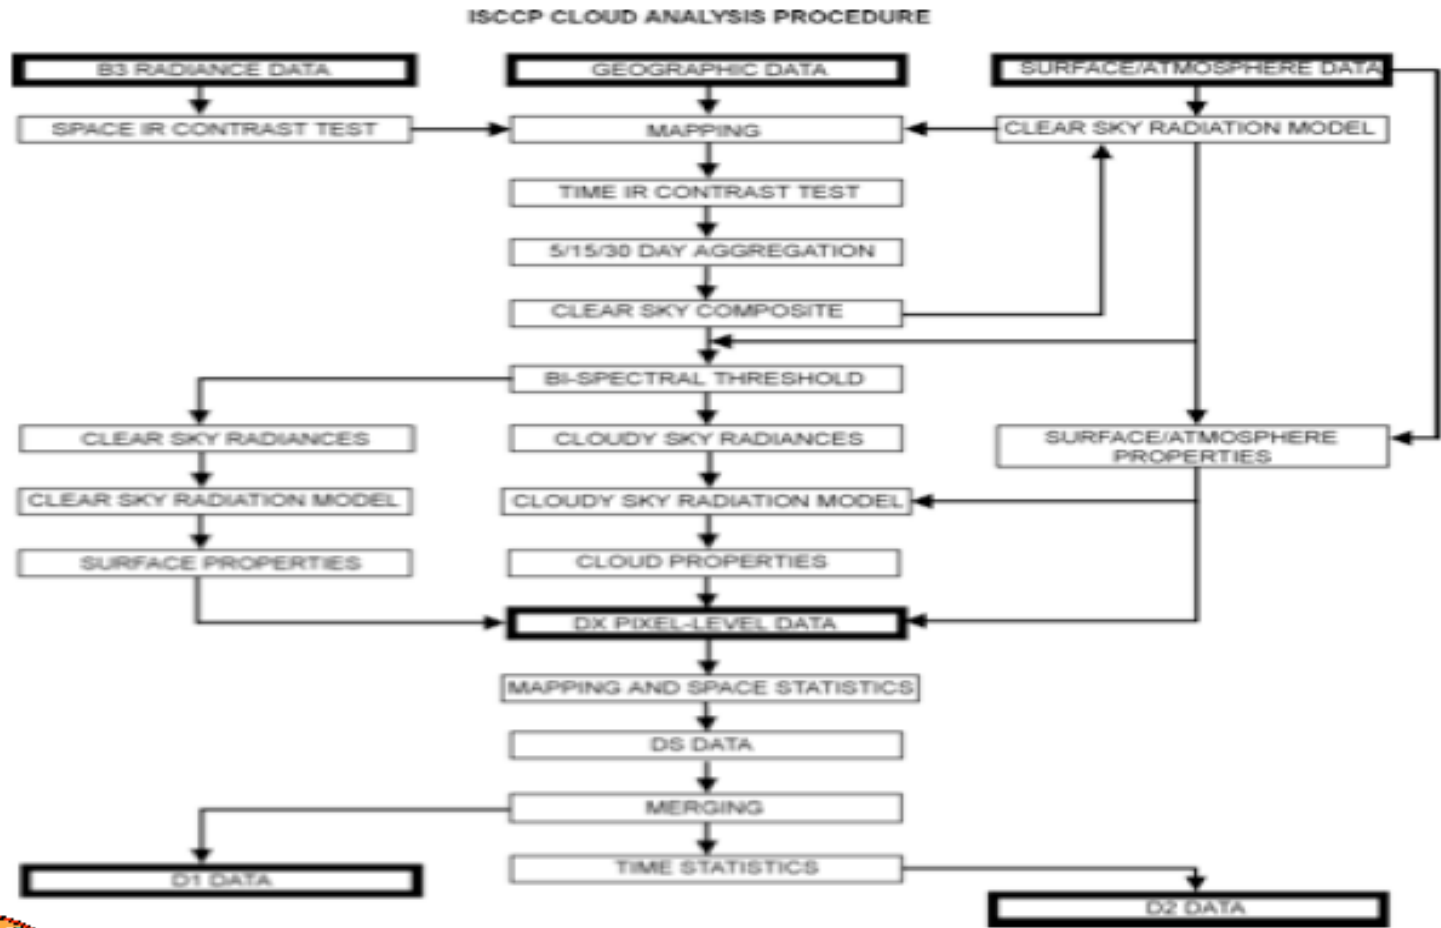 ISCCP CLOUD ANALYSIS PROCEDURE
B3 RADIANCE DATA
GEOGRAPHIC DATA
SURFACE/ATMOSPHERE DATA
SPACE IR CONTRAST TEST
MAPPING
CLEAR SKY RADIATION MODEL
TIME IR CONTRAST TEST
5/15/30 DAY AGGREGATION
CLEAR SKY COMPOSITE
BI-SPECTRAL THRESHOLD
CLEAR SKY RADIANCES
CLOUDY SKY RADIANCES
SURFACE/ATMOSPHERE
PROPERTIES
CLEAR SKY RADIATION MODEL
CLOUDY SKY RADIATION MODEL
SURFACE PROPERTIES
CLOUD PROPERTIES
DX PIXEL-LEVEL DATA
MAPPING AND SPACE STATISTICS
DS DATA
MERGING
TIME STATISTICS
D1 DATA
D2 DATA